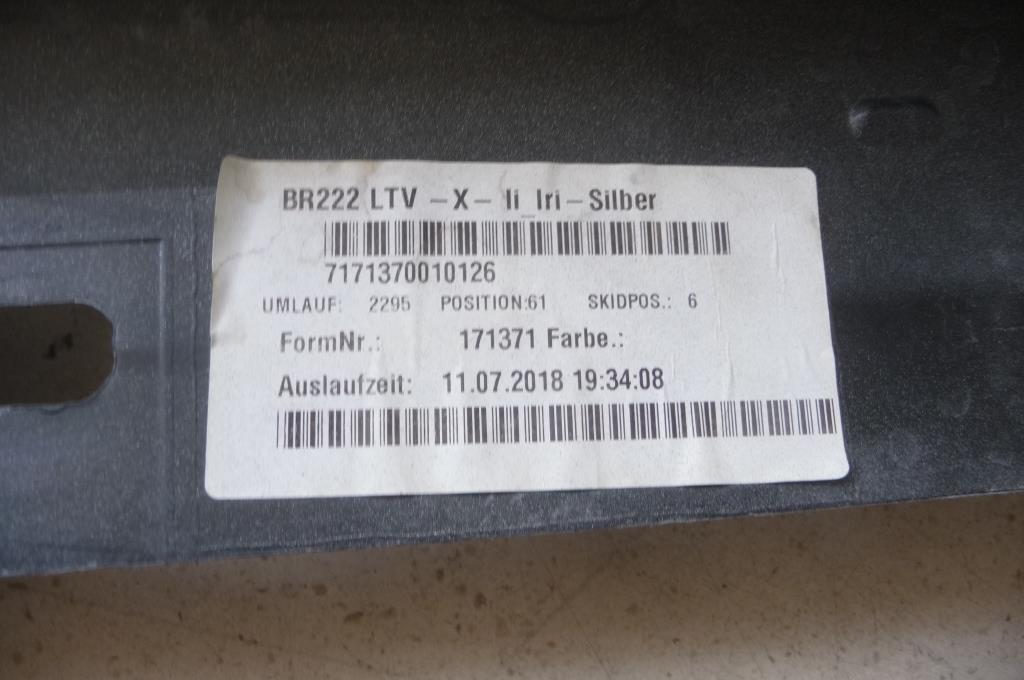 BR222 LTV -X- li_Iri-Silber
7171370010126
UMLAUF: 2295 POSITION:61 SKIDPOS.: 6
FormNr.: 171371 Farbe.:
Auslaufzeit: 11.07.2018 19:34:08